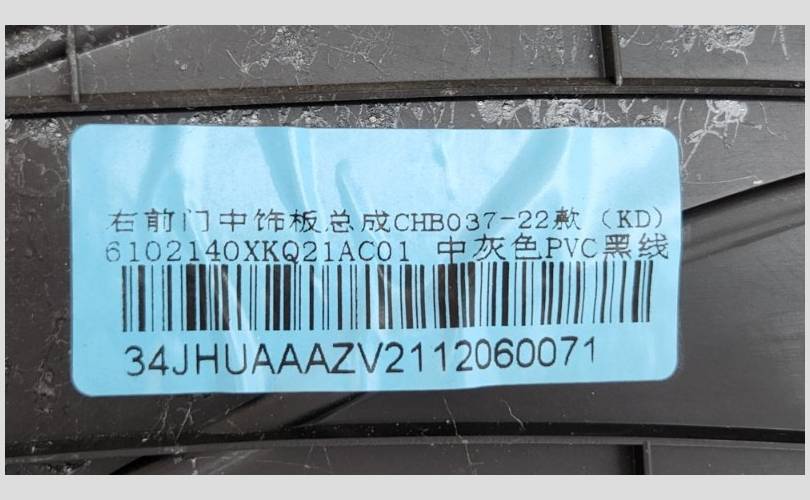 右前门中饰板总成CHB037-22款（KD）
6102140XKQ21AC01 中灰色PVC黑线
34JHUAAAZV2112060071